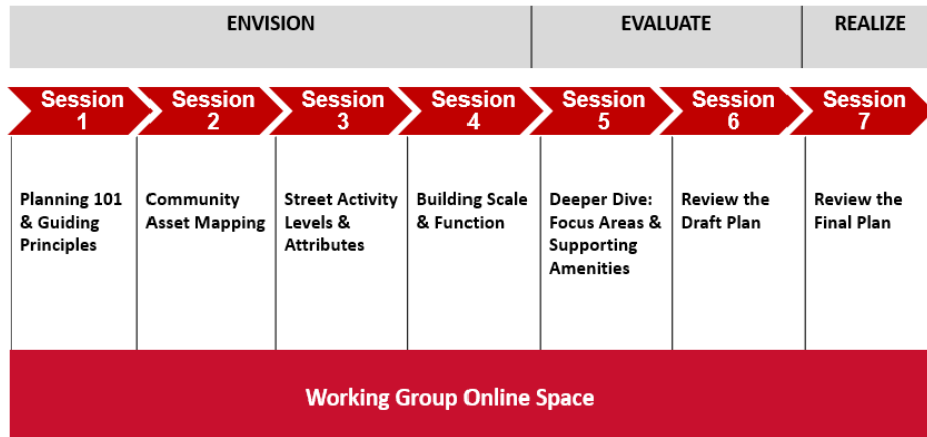 ENVISION
EVALUATE
REALIZE
Session
1
Session
2
Session
3
Session
4
Session
5
Session
6
Session
7
Planning 101
& Guiding
Principles
Community
Asset Mapping
Street Activity
Levels &
Attributes
Building Scale
& Function
Deeper Dive:
Focus Areas &
Supporting
Amenities
Review the
Draft Plan
Review the
Final Plan
Working Group Online Space